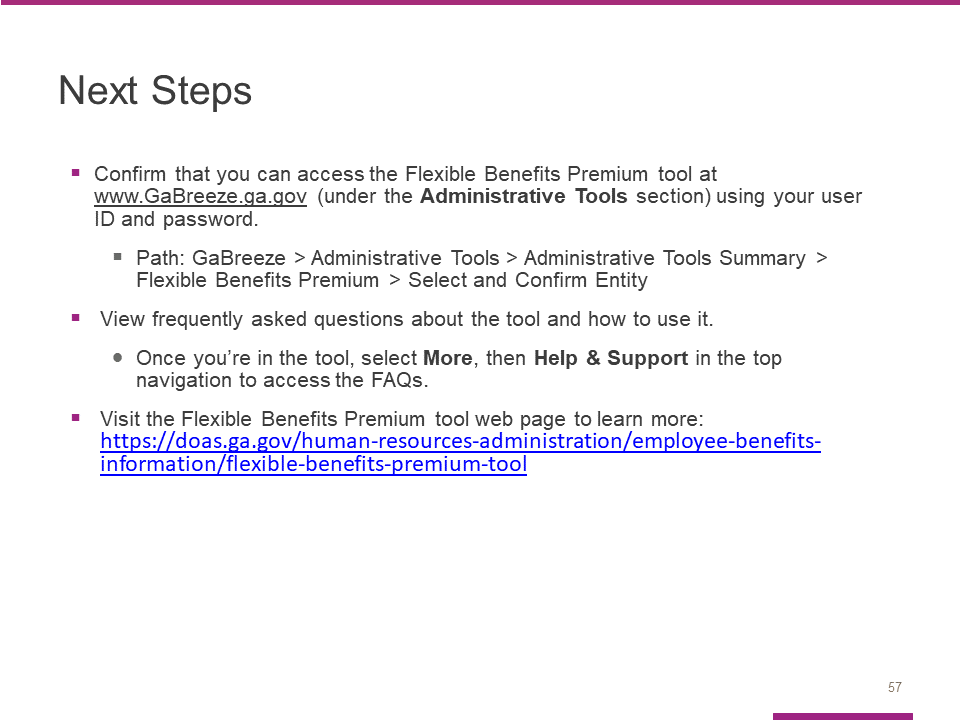 Next Steps
Confirm that you can access the Flexible Benefits Premium tool at
www.GaBreeze.ga.gov (under the Administrative Tools section) using your user
ID and password.
Path: GaBreeze > Administrative Tools > Administrative Tools Summary >
Flexible Benefits Premium > Select and Confirm Entity
View frequently asked questions about the tool and how to use it.
Once you’re in the tool, select More, then Help & Support in the top
navigation to access the FAQs.
Visit the Flexible Benefits Premium tool web page to learn more:
https://doas.ga.gov/human-resources-administration/employee-benefits-
information/flexible-benefits-premium-tool
57